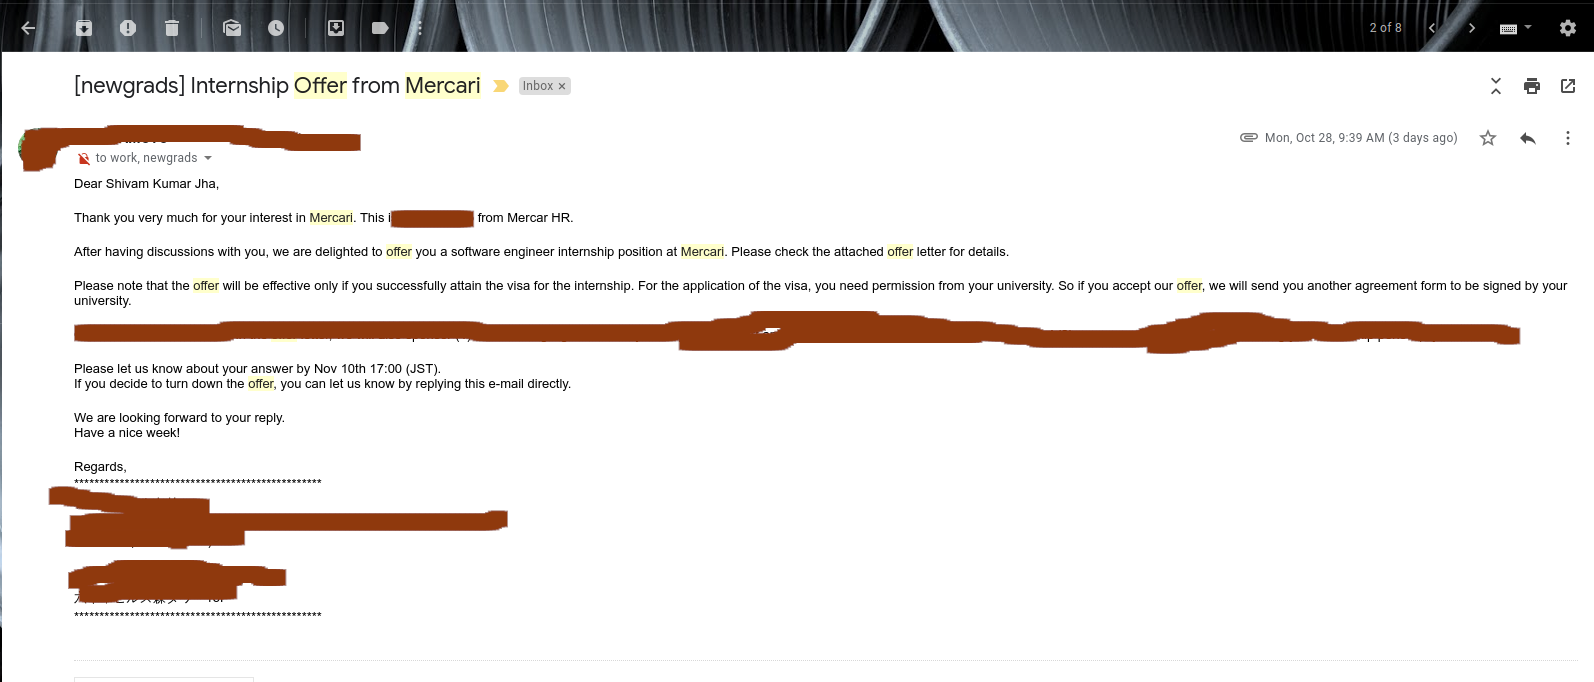 2 of 8
[newgrads] Internship Offer from Mercari Inbox ×
Mon, Oct 28, 9:39 AM (3 days ago)
to work, newgrads
Dear Shivam Kumar Jha,
Thank you very much for your interest in Mercari. This i from Mercar HR.
After having discussions with you, we are delighted to offer you a software engineer internship position at Mercari. Please check the attached offer letter for details.
Please note that the offer will be effective only if you successfully attain the visa for the internship. For the application of the visa, you need permission from your university. So if you accept our offer, we will send you another agreement form to be signed by your
university.
Please let us know about your answer by Nov 10th 17:00 (JST).
If you decide to turn down the offer, you can let us know by replying this e-mail directly.
We are looking forward to your reply.
Have a nice week!
Regards,
*************************************************
*************************************************